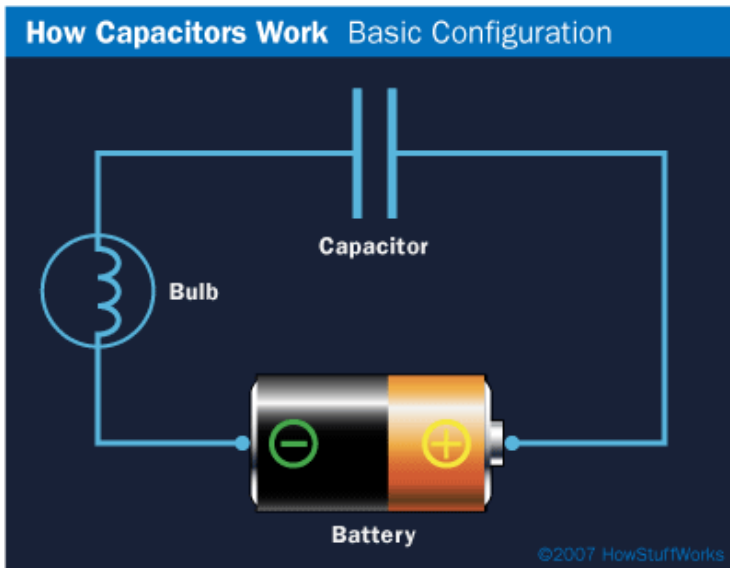 How Capacitors Work Basic Configuration
Capacitor
Bulb
Battery
©2007 HowStuffWorks